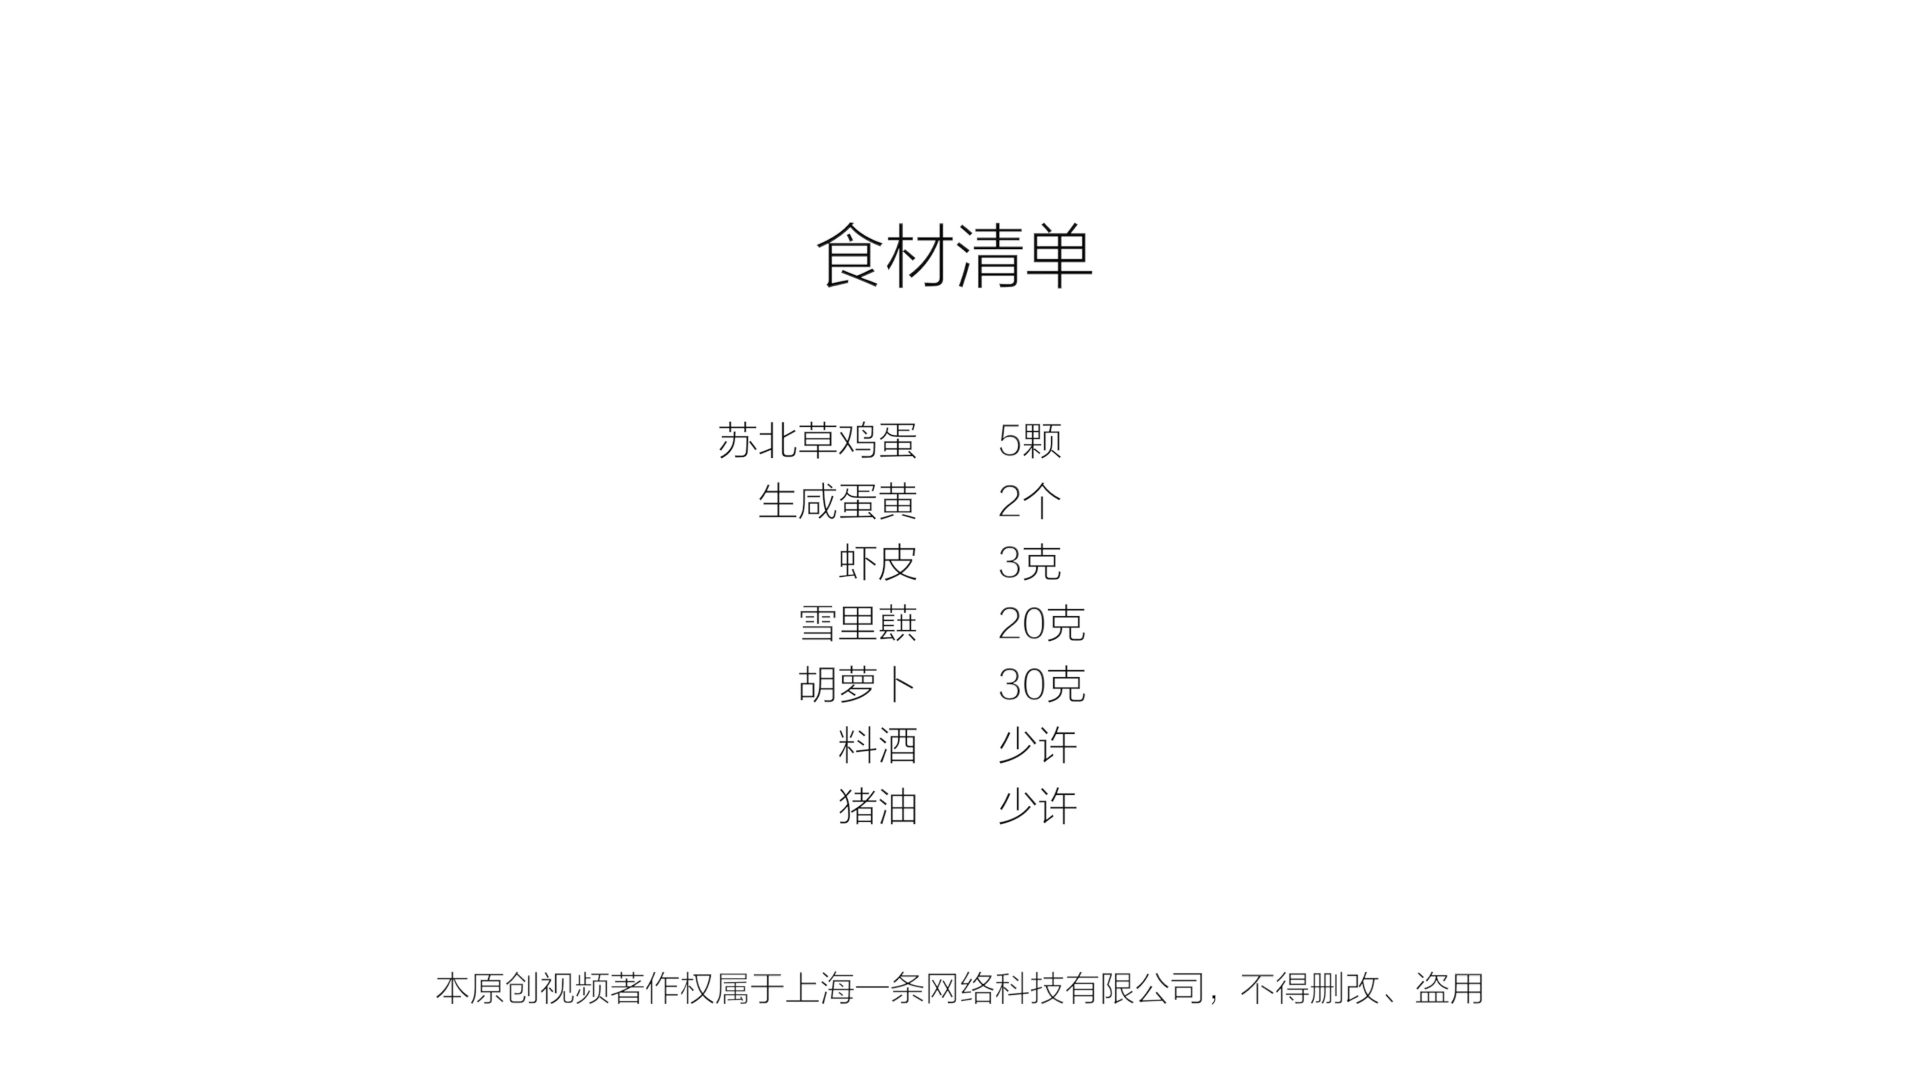 食材清单
苏北草鸡蛋 5颗
生咸蛋黄 2个
虾皮 3克
雪里蕻 20克
胡萝卜 30克
料酒 少许
猪油 少许
本原创视频著作权属于上海一条网络科技有限公司，不得删改、盗用